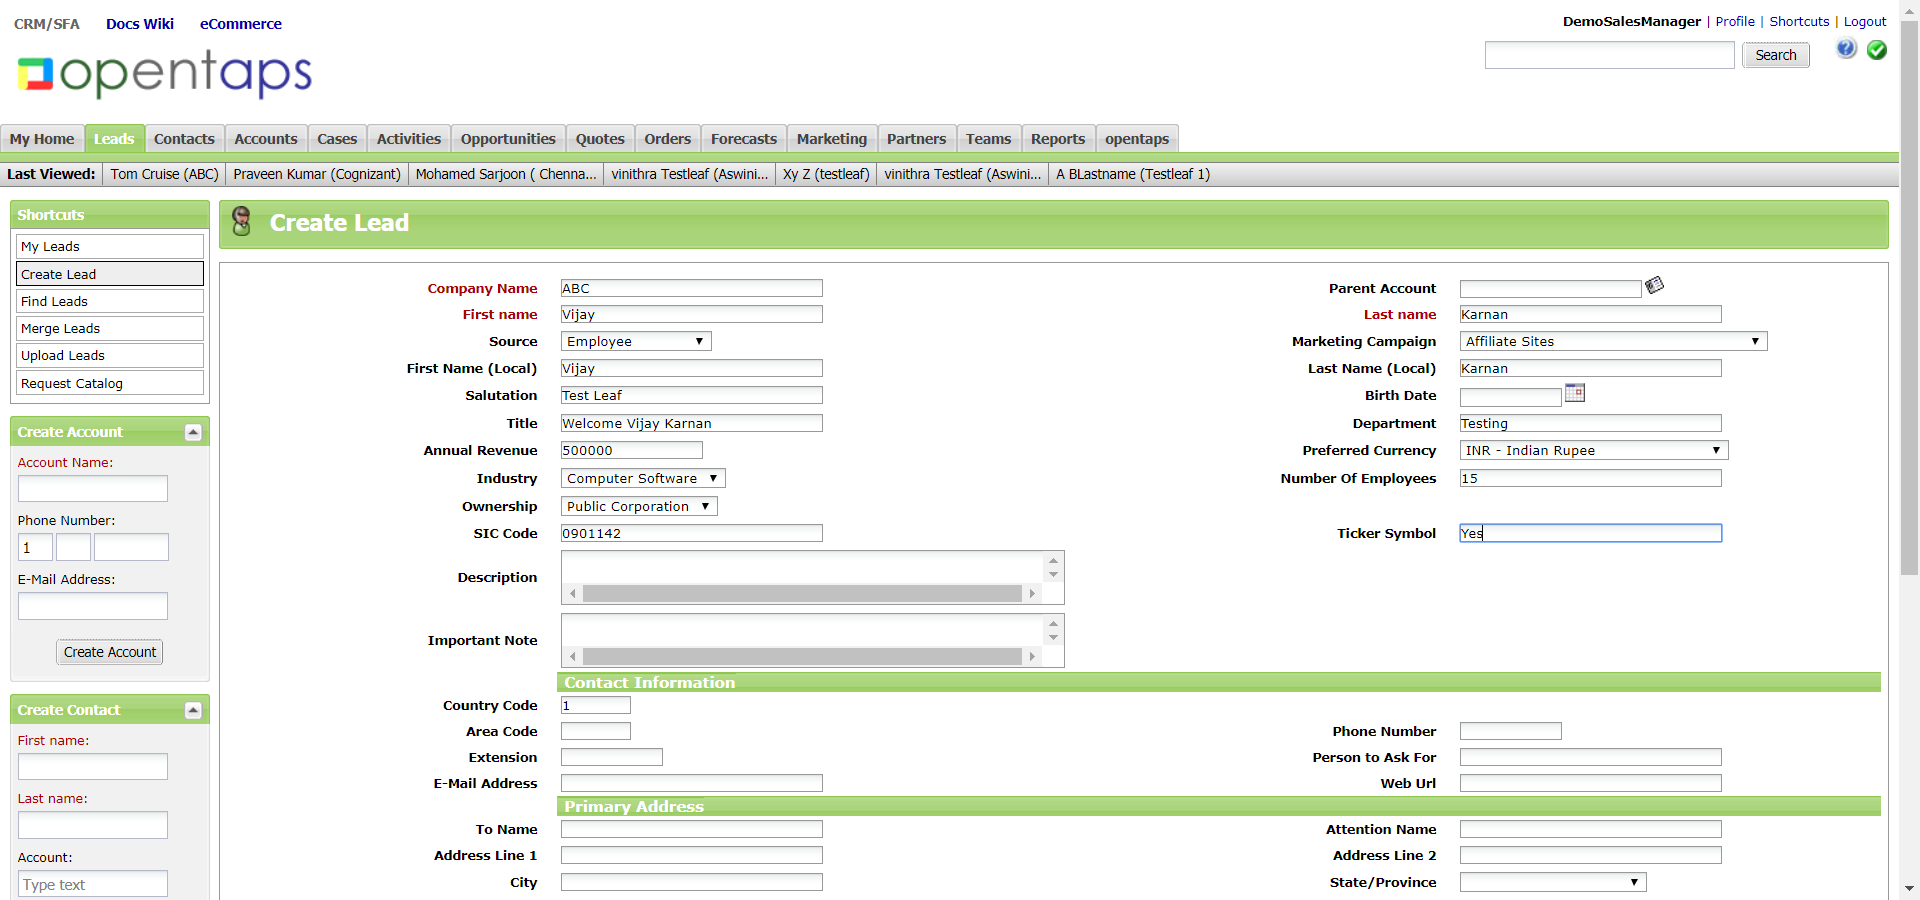 CRM/SFA Docs Wiki eCommerce
DemoSalesManager | Profile | Shortcuts | Logout
opentaps
Search
My Home Leads Contacts Accounts Cases Activities Opportunities Quotes Orders Forecasts Marketing Partners Teams Reports opentaps
Last Viewed: Tom Cruise (ABC) Praveen Kumar (Cognizant) Mohamed Sarjoon ( Chenna... vinithra Testleaf (Aswini... Xy Z (testleaf) vinithra Testleaf (Aswini... A BLastname (Testleaf 1)
Shortcuts
My Leads
Create Lead
Find Leads
Merge Leads
Upload Leads
Request Catalog
Create Account
Account Name:
Phone Number:
1
E-Mail Address:
Create Account
Create Contact
First name:
Last name:
Account:
Type text
Create Lead
Company Name ABC Parent Account
First name Vijay Last name Karnan
Source Employee Marketing Campaign Affiliate Sites
First Name (Local) Vijay Last Name (Local) Karnan
Salutation Test Leaf Birth Date
Title Welcome Vijay Karnan Department Testing
Annual Revenue 500000 Preferred Currency INR - Indian Rupee
Industry Computer Software Number Of Employees 15
Ownership Public Corporation
SIC Code 0901142 Ticker Symbol Yes
Description
Important Note
Contact Information
Country Code 1
Area Code Phone Number
Extension Person to Ask For
E-Mail Address Web Url
Primary Address
To Name Attention Name
Address Line 1 Address Line 2
City State/Province